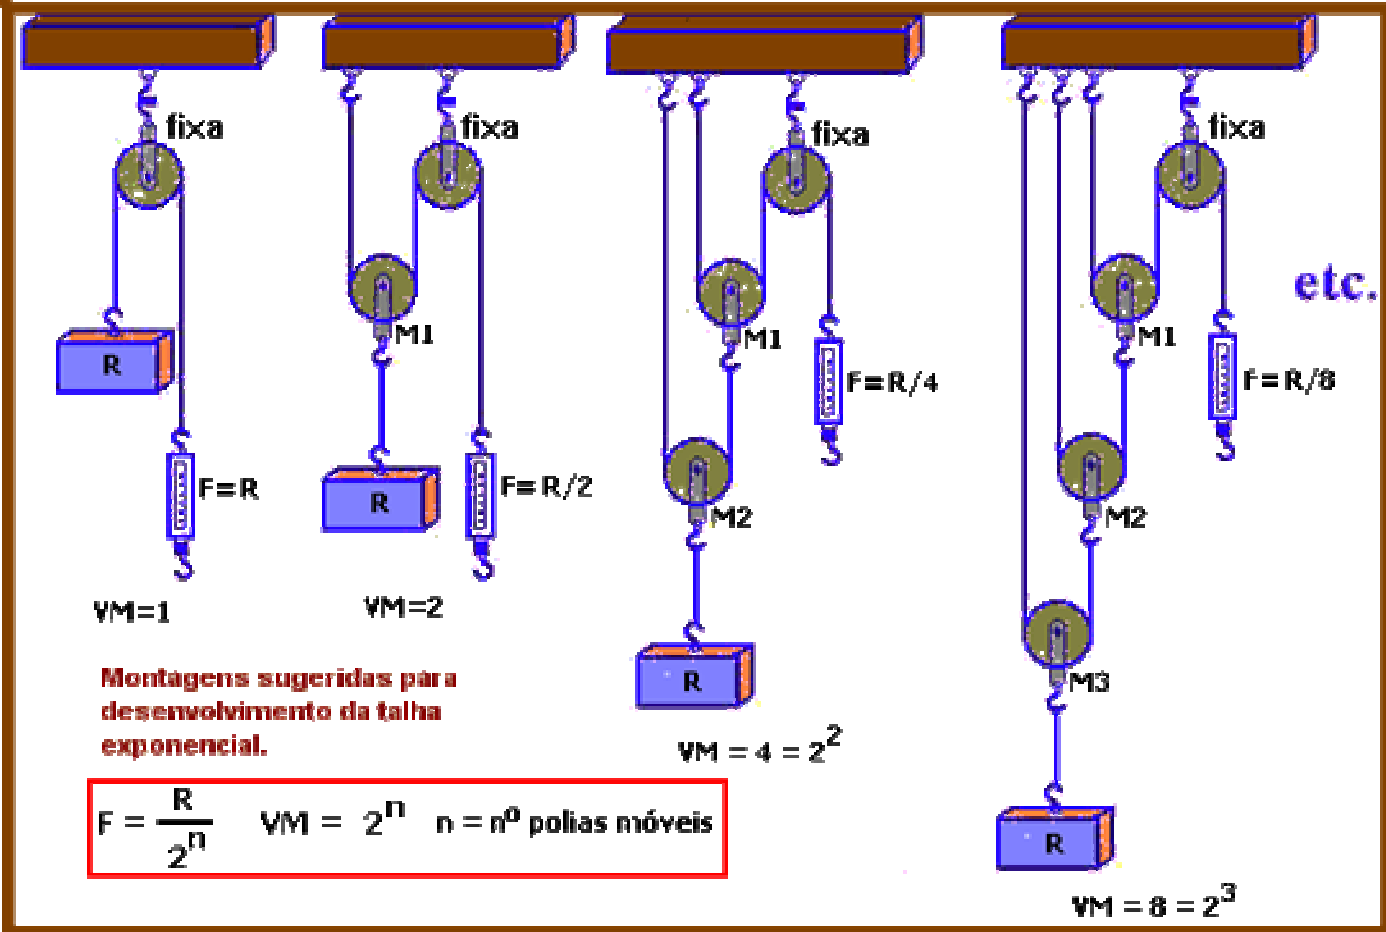 fixa
R
F=R
VM=1
fixa
M1
R
F=R/2
VM=2
fixa
M1
M2
R
F=R/4
VM = 4 = 2²
fixa
M1
M2
M3
R
F=R/8
VM = 8 = 2³
etc.
Montagens sugeridas para
desenvolvimento da talha
exponencial.
F = R/2ⁿ VM = 2ⁿ n = nº polias móveis